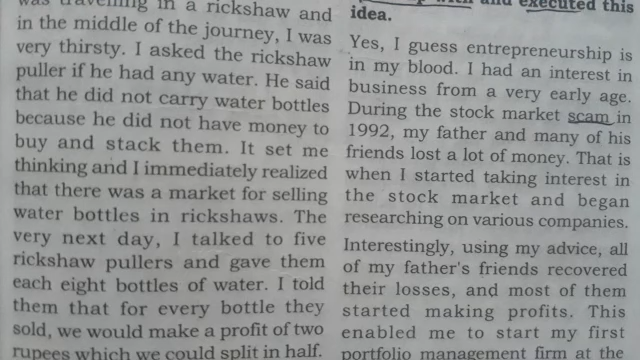 was travelling in a rickshaw and
in the middle of the journey, I was
very thirsty. I asked the rickshaw
puller if he had any water. He said
that he did not carry water bottles
because he did not have money to
buy and stack them. It set me
thinking and I immediately realized
that there was a market for selling
water bottles in rickshaws. The
very next day, I talked to five
rickshaw pullers and gave them
each eight bottles of water. I told
them that for every bottle they
sold, we would make a profit of two
rupees which we could split in half.
with and executed this
idea.
Yes, I guess entrepreneurship is
in my blood. I had an interest in
business from a very early age.
During the stock market scam in
1992, my father and many of his
friends lost a lot of money. That is
when I started taking interest in
the stock market and began
researching on various companies.
Interestingly, using my advice, all
of my father's friends recovered
their losses, and most of them
started making profits. This
enabled me to start my first
portfolio management firm at the